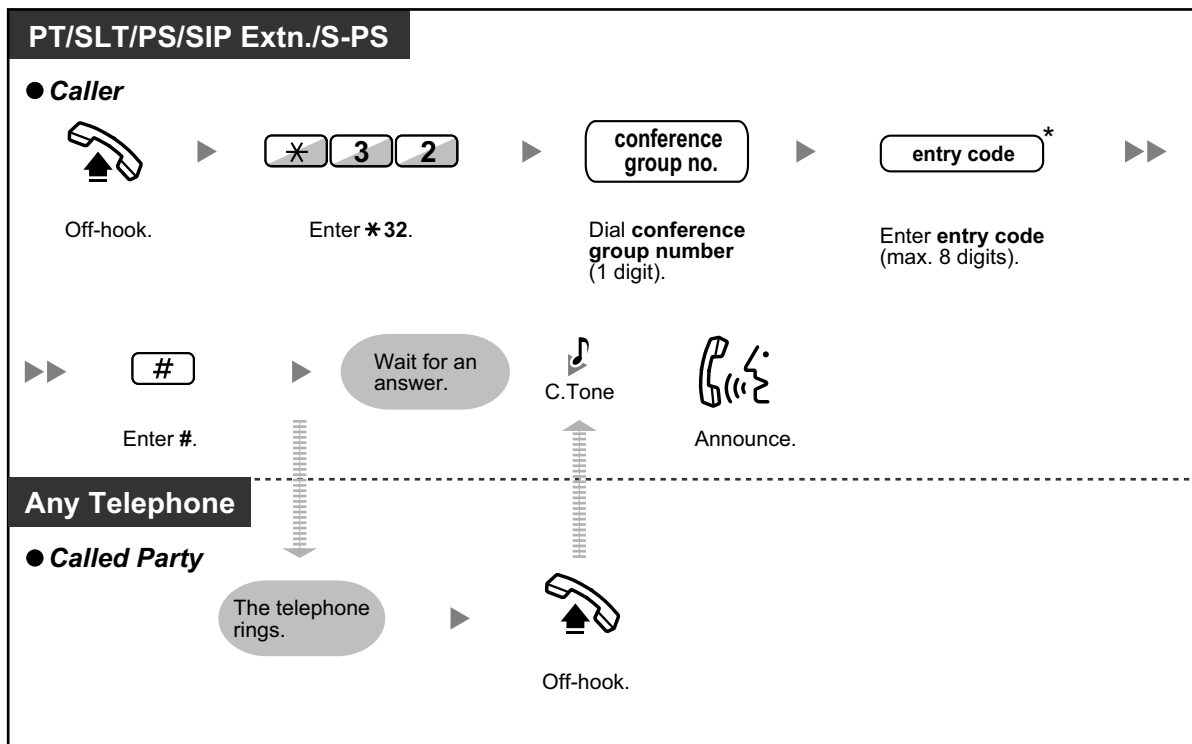 PT/SLT/PS/SIP Extn./S-PS
● Caller
* 3 2
conference
group no.
entry code*
Off-hook.
Enter *32.
Dial conference
group number
(1 digit).
Enter entry code
(max. 8 digits).
#
Wait for an
answer.
C.Tone
Enter #.
Announce.
Any Telephone
● Called Party
The telephone
rings.
Off-hook.